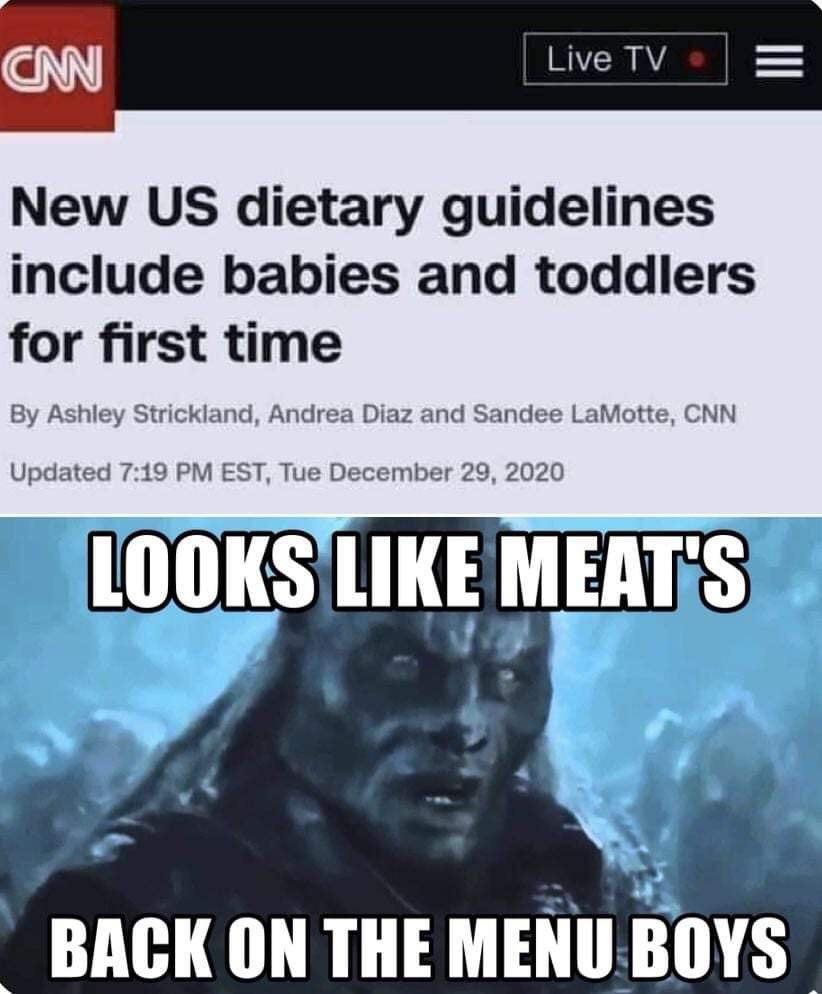 CNN
Live TV
New US dietary guidelines
include babies and toddlers
for first time
By Ashley Strickland, Andrea Diaz and Sandee LaMotte, CNN
Updated 7:19 PM EST, Tue December 29, 2020
LOOKS LIKE MEAT'S
BACK ON THE MENU BOYS